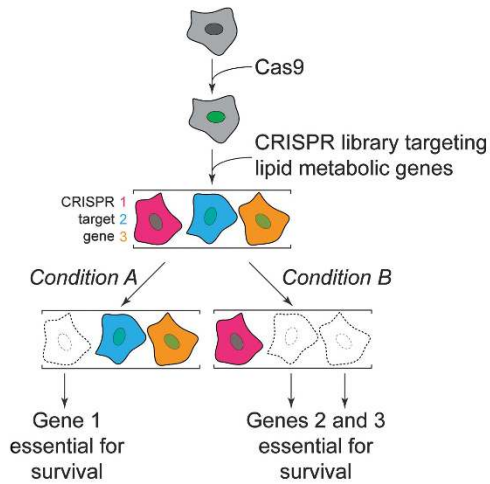 Cas9
CRISPR library targeting
lipid metabolic genes
CRISPR 1
target 2
gene 3
Condition A
Condition B
Gene 1
essential for
survival
Genes 2 and 3
essential for
survival